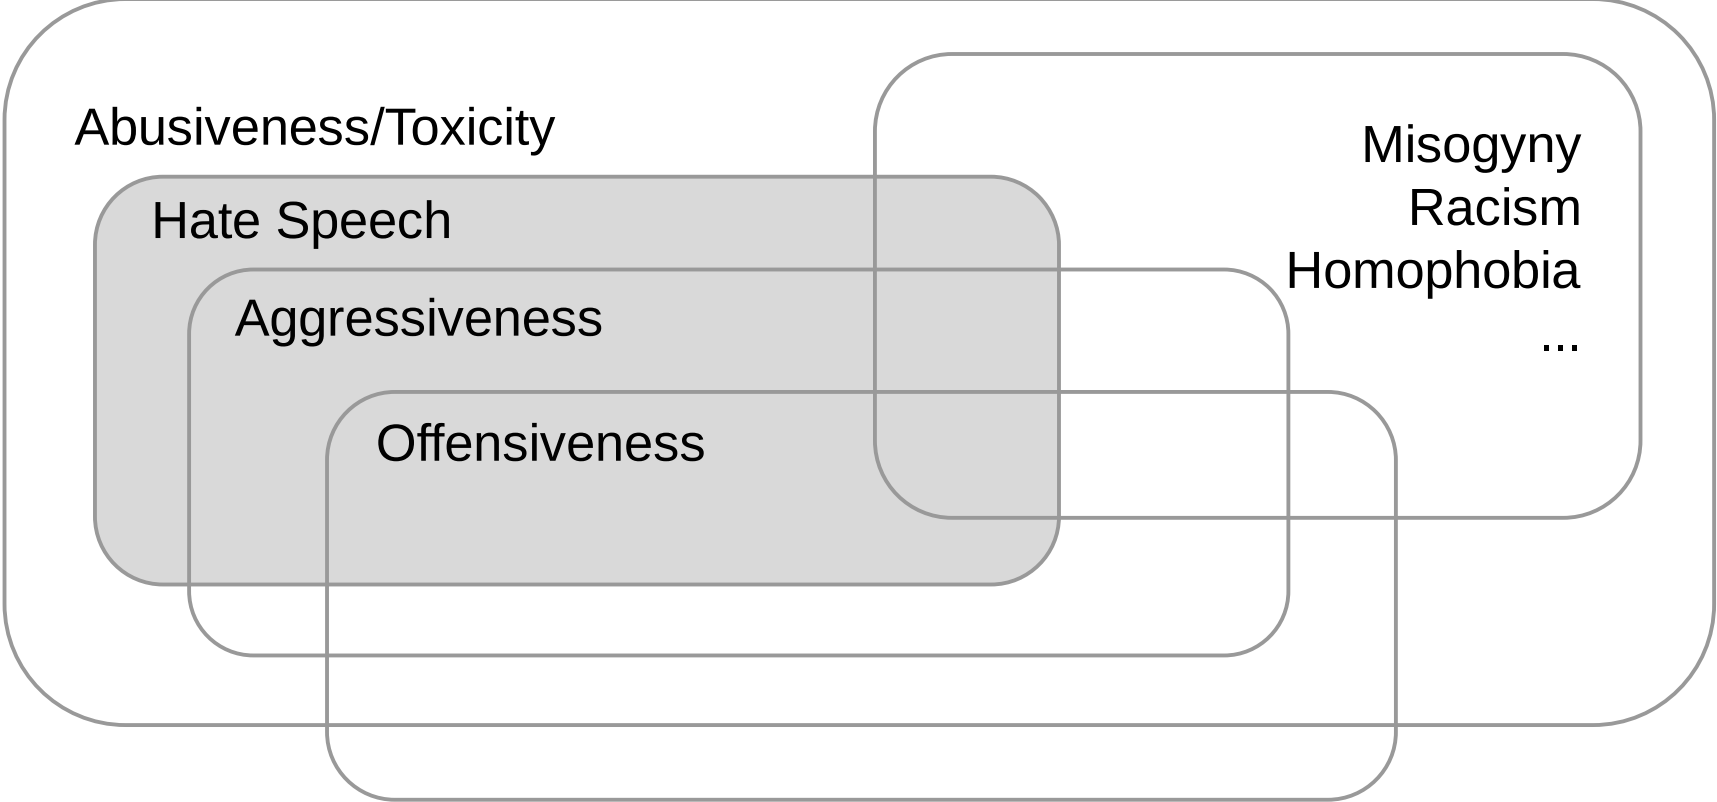 Abusiveness/Toxicity
Hate Speech
Aggressiveness
Offensiveness
Misogyny
Racism
Homophobia
...